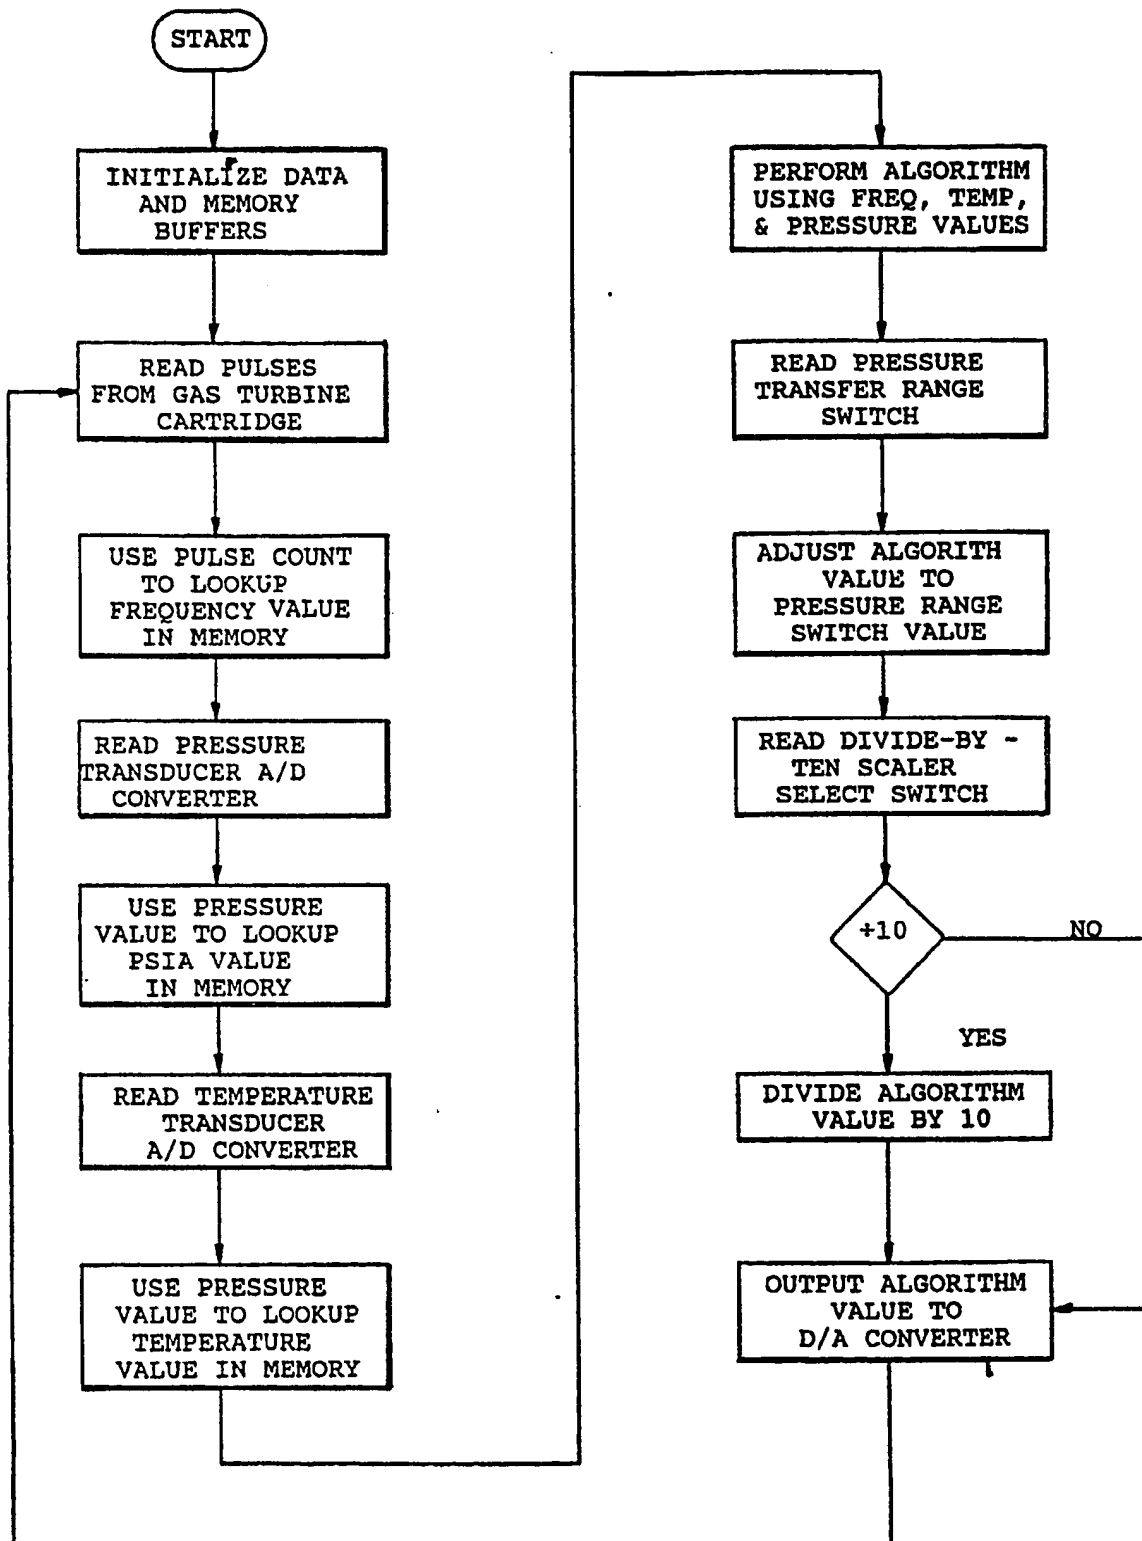 START
INITIALIZE DATA
AND MEMORY
BUFFERS
READ PULSES
FROM GAS TURBINE
CARTRIDGE
USE PULSE COUNT
TO LOOKUP
FREQUENCY VALUE
IN MEMORY
READ PRESSURE
TRANSDUCER A/D
CONVERTER
USE PRESSURE
VALUE TO LOOKUP
PSIA VALUE
IN MEMORY
READ TEMPERATURE
TRANSDUCER
A/D CONVERTER
USE PRESSURE
VALUE TO LOOKUP
TEMPERATURE
VALUE IN MEMORY
PERFORM ALGORITHM
USING FREQ, TEMP,
& PRESSURE VALUES
READ PRESSURE
TRANSFER RANGE
SWITCH
ADJUST ALGORITH
VALUE TO
PRESSURE RANGE
SWITCH VALUE
READ DIVIDE-BY -
TEN SCALER
SELECT SWITCH
+10
NO
YES
DIVIDE ALGORITHM
VALUE BY 10
OUTPUT ALGORITHM
VALUE TO
D/A CONVERTER